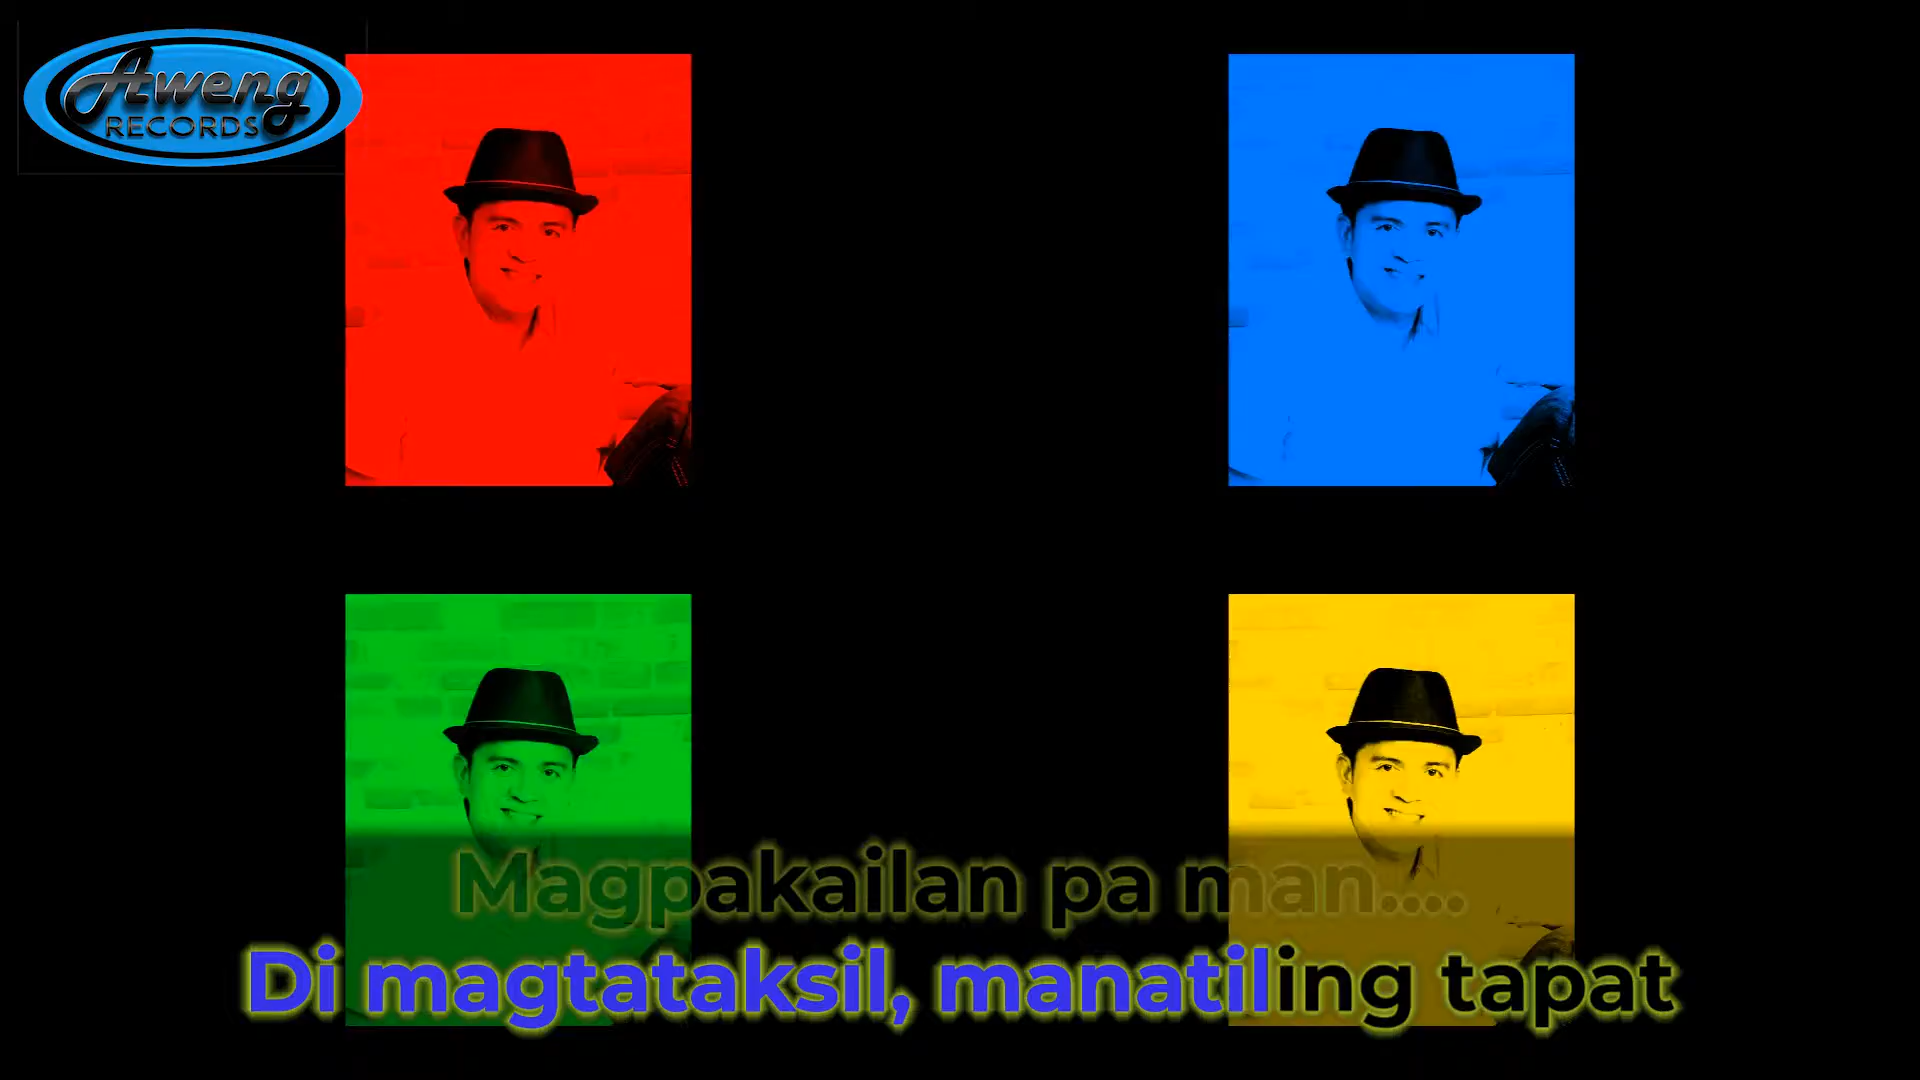 Aweng
RECORDS
Magpakailan pa man....
Di magtataksil, manatiling tapat